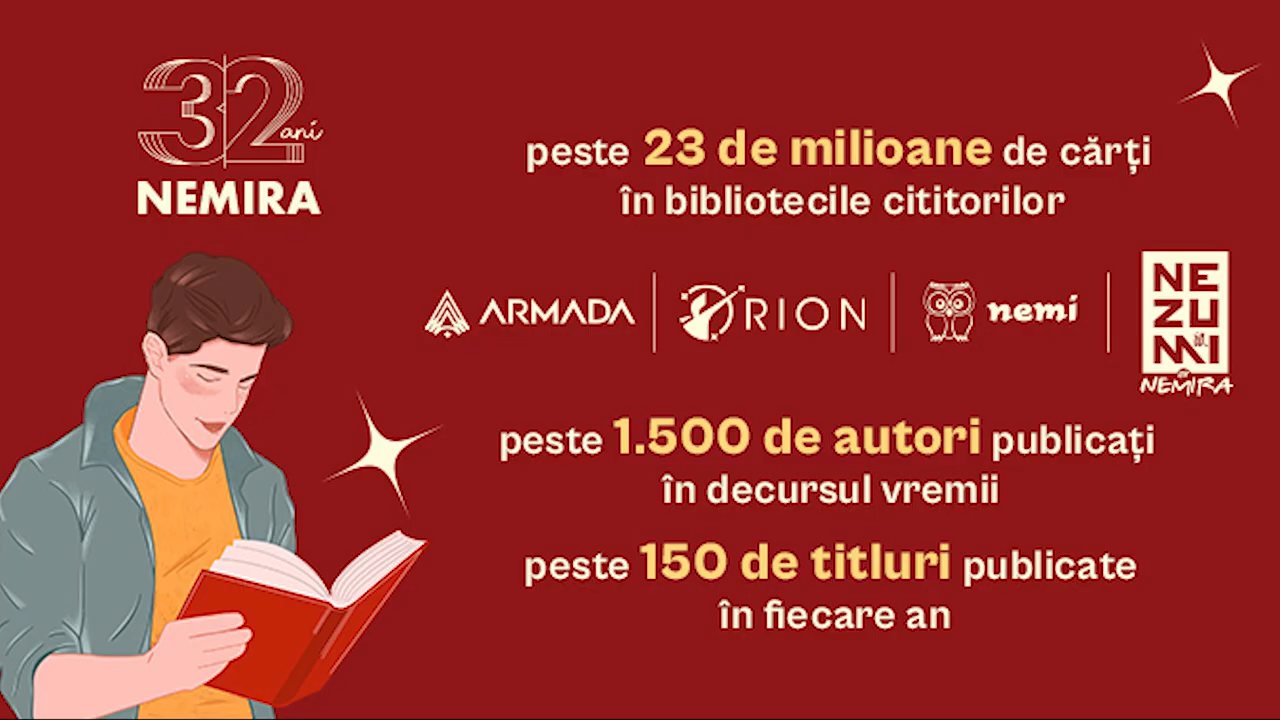 32 ani
NEMIRA
peste 23 de milioane de cărți
în bibliotecile cititorilor
ARMADA
ORION
nemi
NE
ZU
MI
NEMIRA
peste 1.500 de autori publicați
în decursul vremii
peste 150 de titluri publicate
în fiecare an